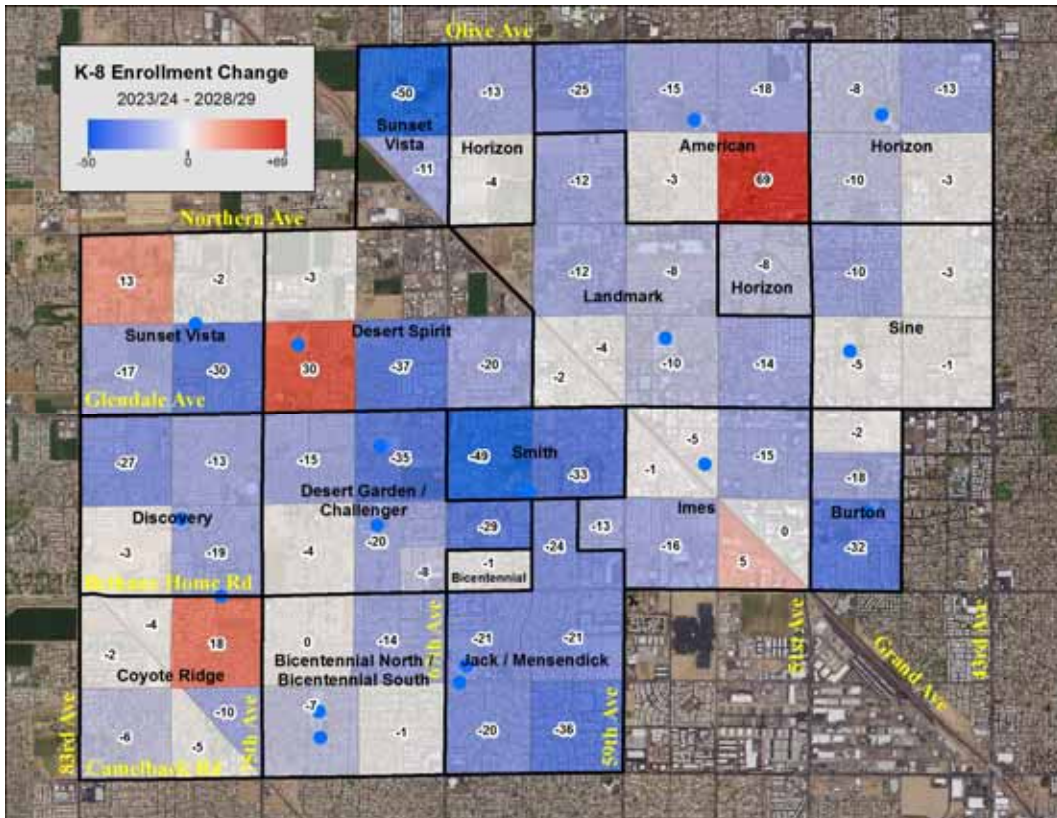 Olive Ave
K-8 Enrollment Change
2023/24 - 2028/29
-50 0 +69
-50
-13
-25
-15
-18
-8
-13
Sunset
Vista
Horizon
American
Horizon
-11
-4
-12
-3
69
-10
-3
Northern Ave
13
-2
-3
-12
-8
-8
-10
-3
Landmark
Horizon
Sunset Vista
Desert Spirit
Sine
-17
-30
30
-37
-20
-2
-4
-10
-14
-5
-1
Glendale Ave
-27
-13
-15
-35
-49
Smith
-33
-1
-5
-15
-2
-18
Desert Garden /
Challenger
Discovery
Imes
Burton
-3
-19
-4
-20
-8
-29
-24
-13
-16
5
0
-32
-1
Bicentennial
Bethany Home Rd
-2
-4
18
0
-14
-21
-21
Coyote Ridge
Bicentennial North /
Bicentennial South
Jack / Mensendick
-6
-5
-10
-7
-1
-20
-36
Camelback Rd
83rd Ave
75th Ave
67th Ave
59th Ave
51st Ave
Grand Ave
43rd Ave